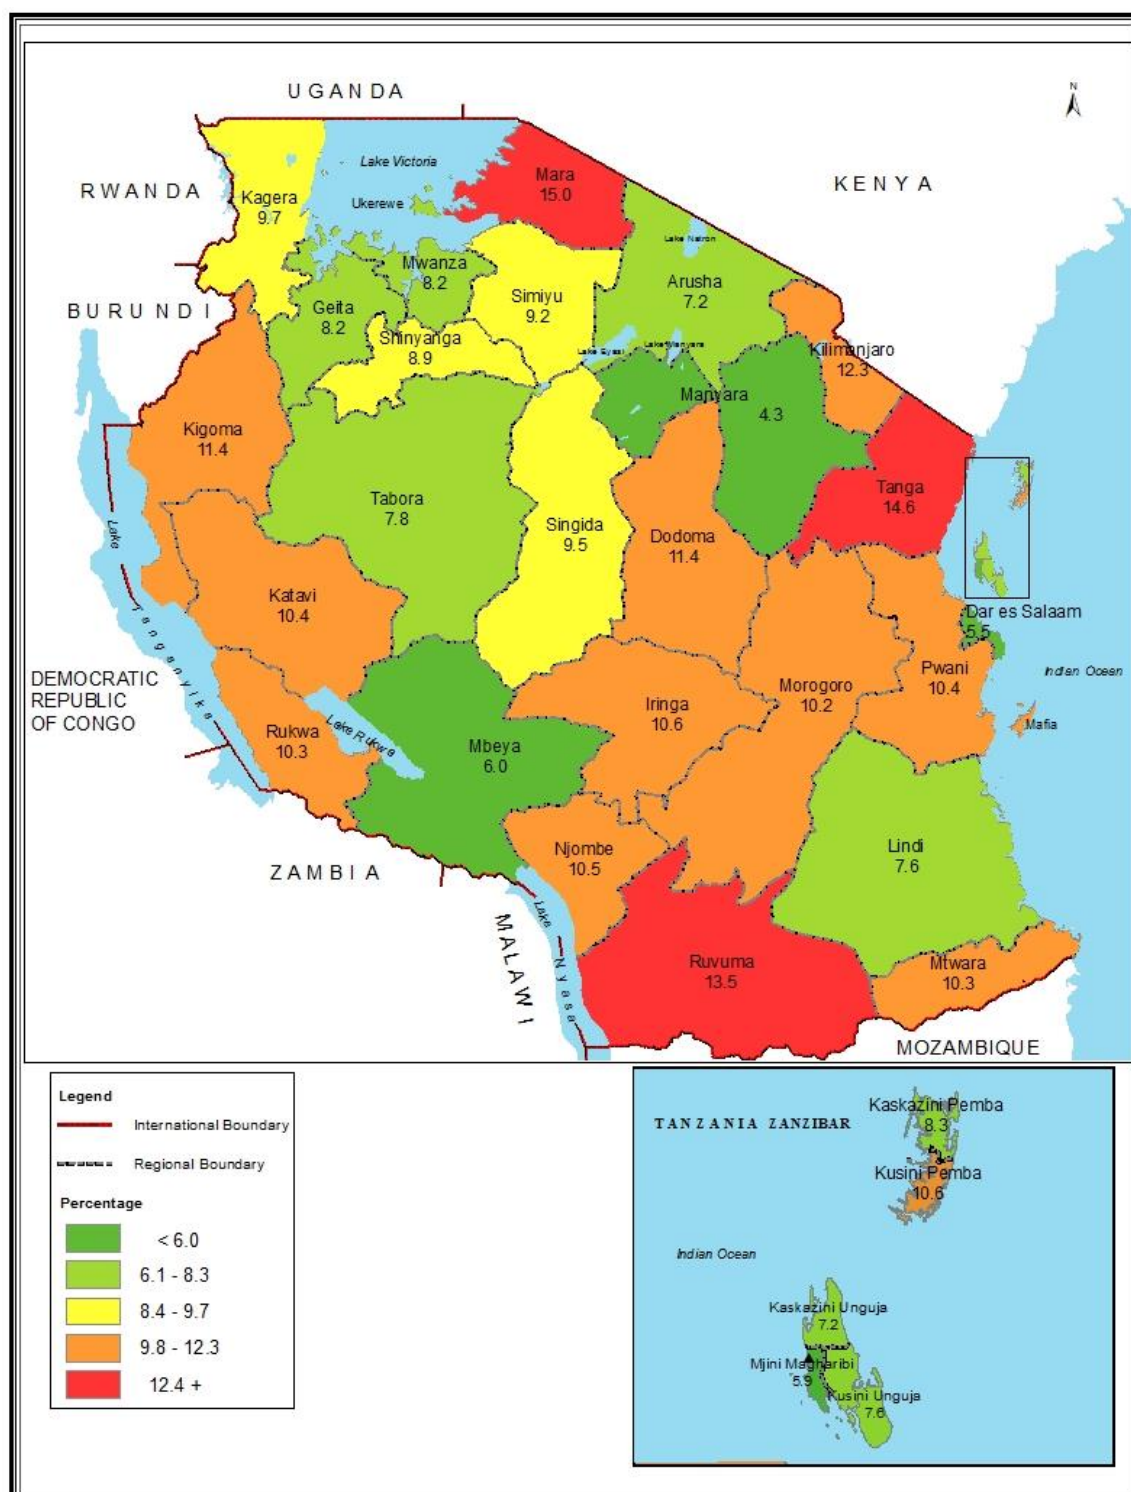 UGANDA
N
Lake Victoria
Mara
15.0
KENYA
RWANDA
Kagera
9.7
Ukerewe
Lake Natron
Mwanza
8.2
Arusha
7.2
Simiyu
9.2
BURUNDI
Geita
8.2
Shinyanga
8.9
Lake Eyasi
Lake Manyara
Kilimanjaro
12.3
Manyara
4.3
Kigoma
11.4
Tabora
7.8
Singida
9.5
Dodoma
11.4
Tanga
14.6
Lake Tanganyika
Katavi
10.4
Dar es Salaam
5.5
DEMOCRATIC
REPUBLIC
OF CONGO
Indian Ocean
Pwani
10.4
Morogoro
10.2
Iringa
10.6
Rukwa
10.3
Lake Rukwa
Mbeya
6.0
Mafia
Lindi
7.6
Njombe
10.5
ZAMBIA
MALAWI
Lake Nyasa
Ruvuma
13.5
Mtwara
10.3
MOZAMBIQUE
Legend
International Boundary
Regional Boundary
Percentage
< 6.0
6.1 - 8.3
8.4 - 9.7
9.8 - 12.3
12.4 +
TANZANIA ZANZIBAR
Kaskazini Pemba
8.3
Kusini Pemba
10.6
Indian Ocean
Kaskazini Unguja
7.2
Mjini Magharibi
5.9
Kusini Unguja
7.6